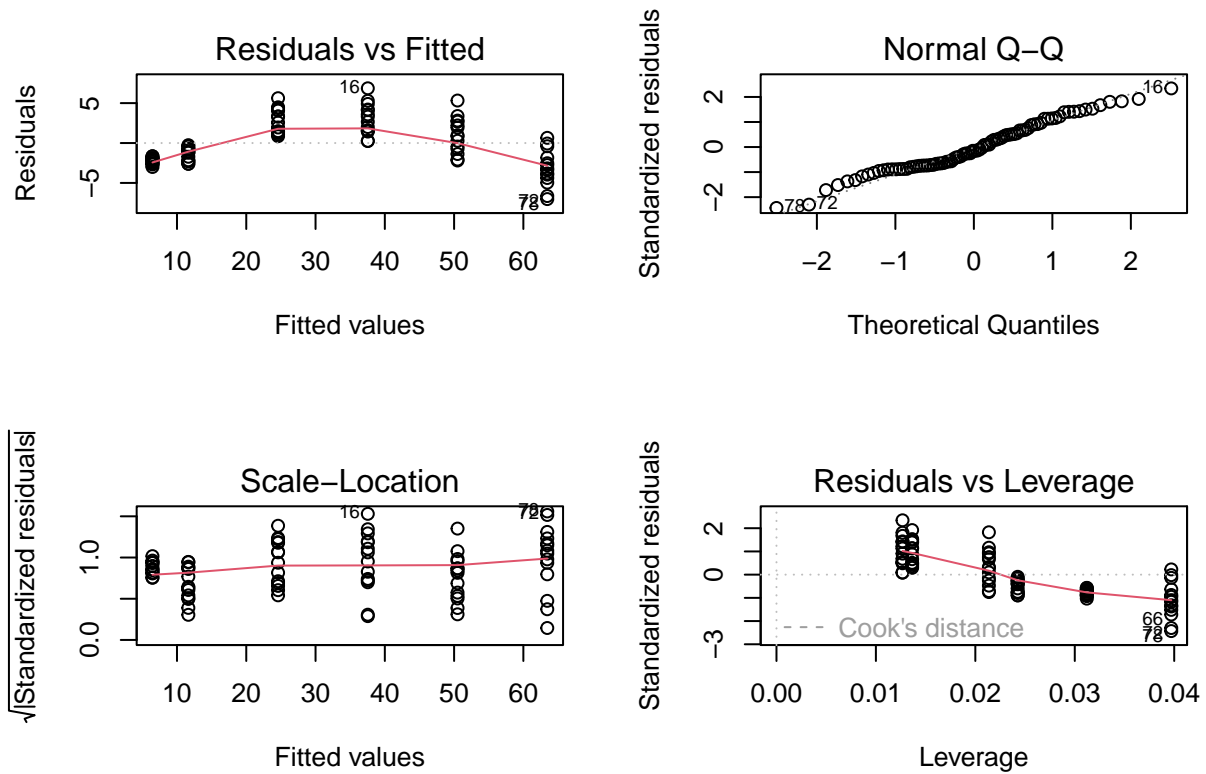 Residuals vs Fitted
Residuals
5
−5
16
72
78
10 20 30 40 50 60
Fitted values
Normal Q−Q
Standardized residuals
2
0
−2
16
78 72
−2 −1 0 1 2
Theoretical Quantiles
Scale−Location
√|Standardized residuals|
1.0
0.0
16
78
72
10 20 30 40 50 60
Fitted values
Residuals vs Leverage
Standardized residuals
2
0
−3
Cook's distance
66
72
78
0.00 0.01 0.02 0.03 0.04
Leverage